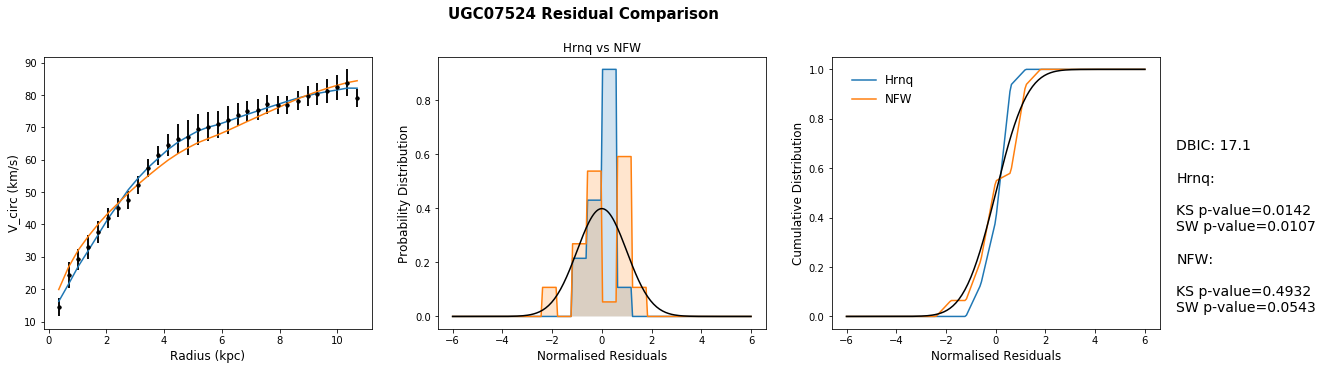 UGC07524 Residual Comparison
V_circ (km/s)
90
80
70
60
50
40
30
20
10
0
2
4
6
8
10
Radius (kpc)
Hrnq vs NFW
Probability Distribution
0.8
0.6
0.4
0.2
0.0
−6
−4
−2
0
2
4
6
Normalised Residuals
Cumulative Distribution
1.0
0.8
0.6
0.4
0.2
0.0
−6
−4
−2
0
2
4
6
Normalised Residuals
Hrnq
NFW
DBIC: 17.1
Hrnq:
KS p-value=0.0142
SW p-value=0.0107
NFW:
KS p-value=0.4932
SW p-value=0.0543